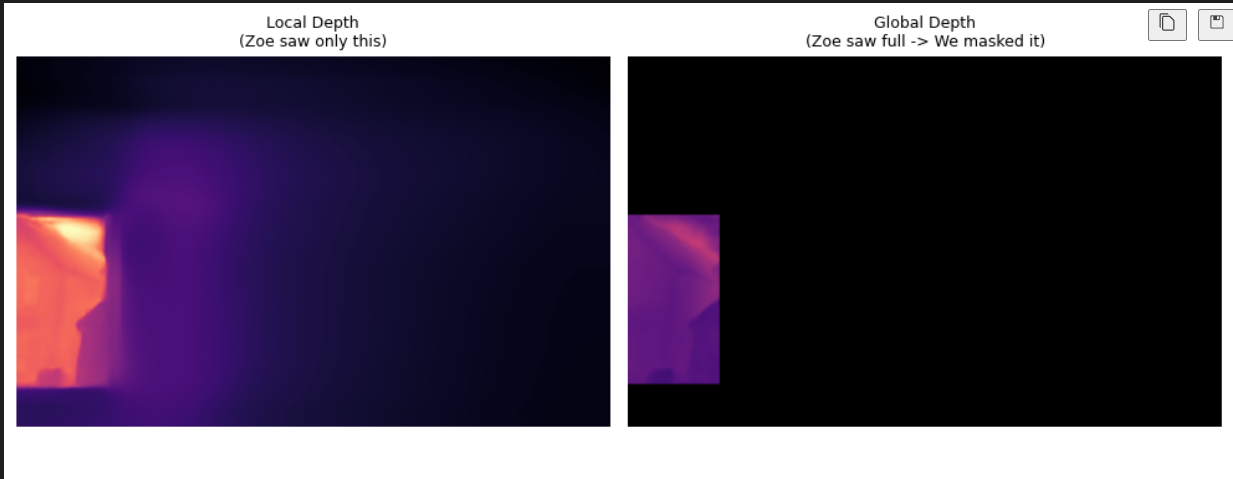 Local Depth
(Zoe saw only this)
Global Depth
(Zoe saw full -> We masked it)